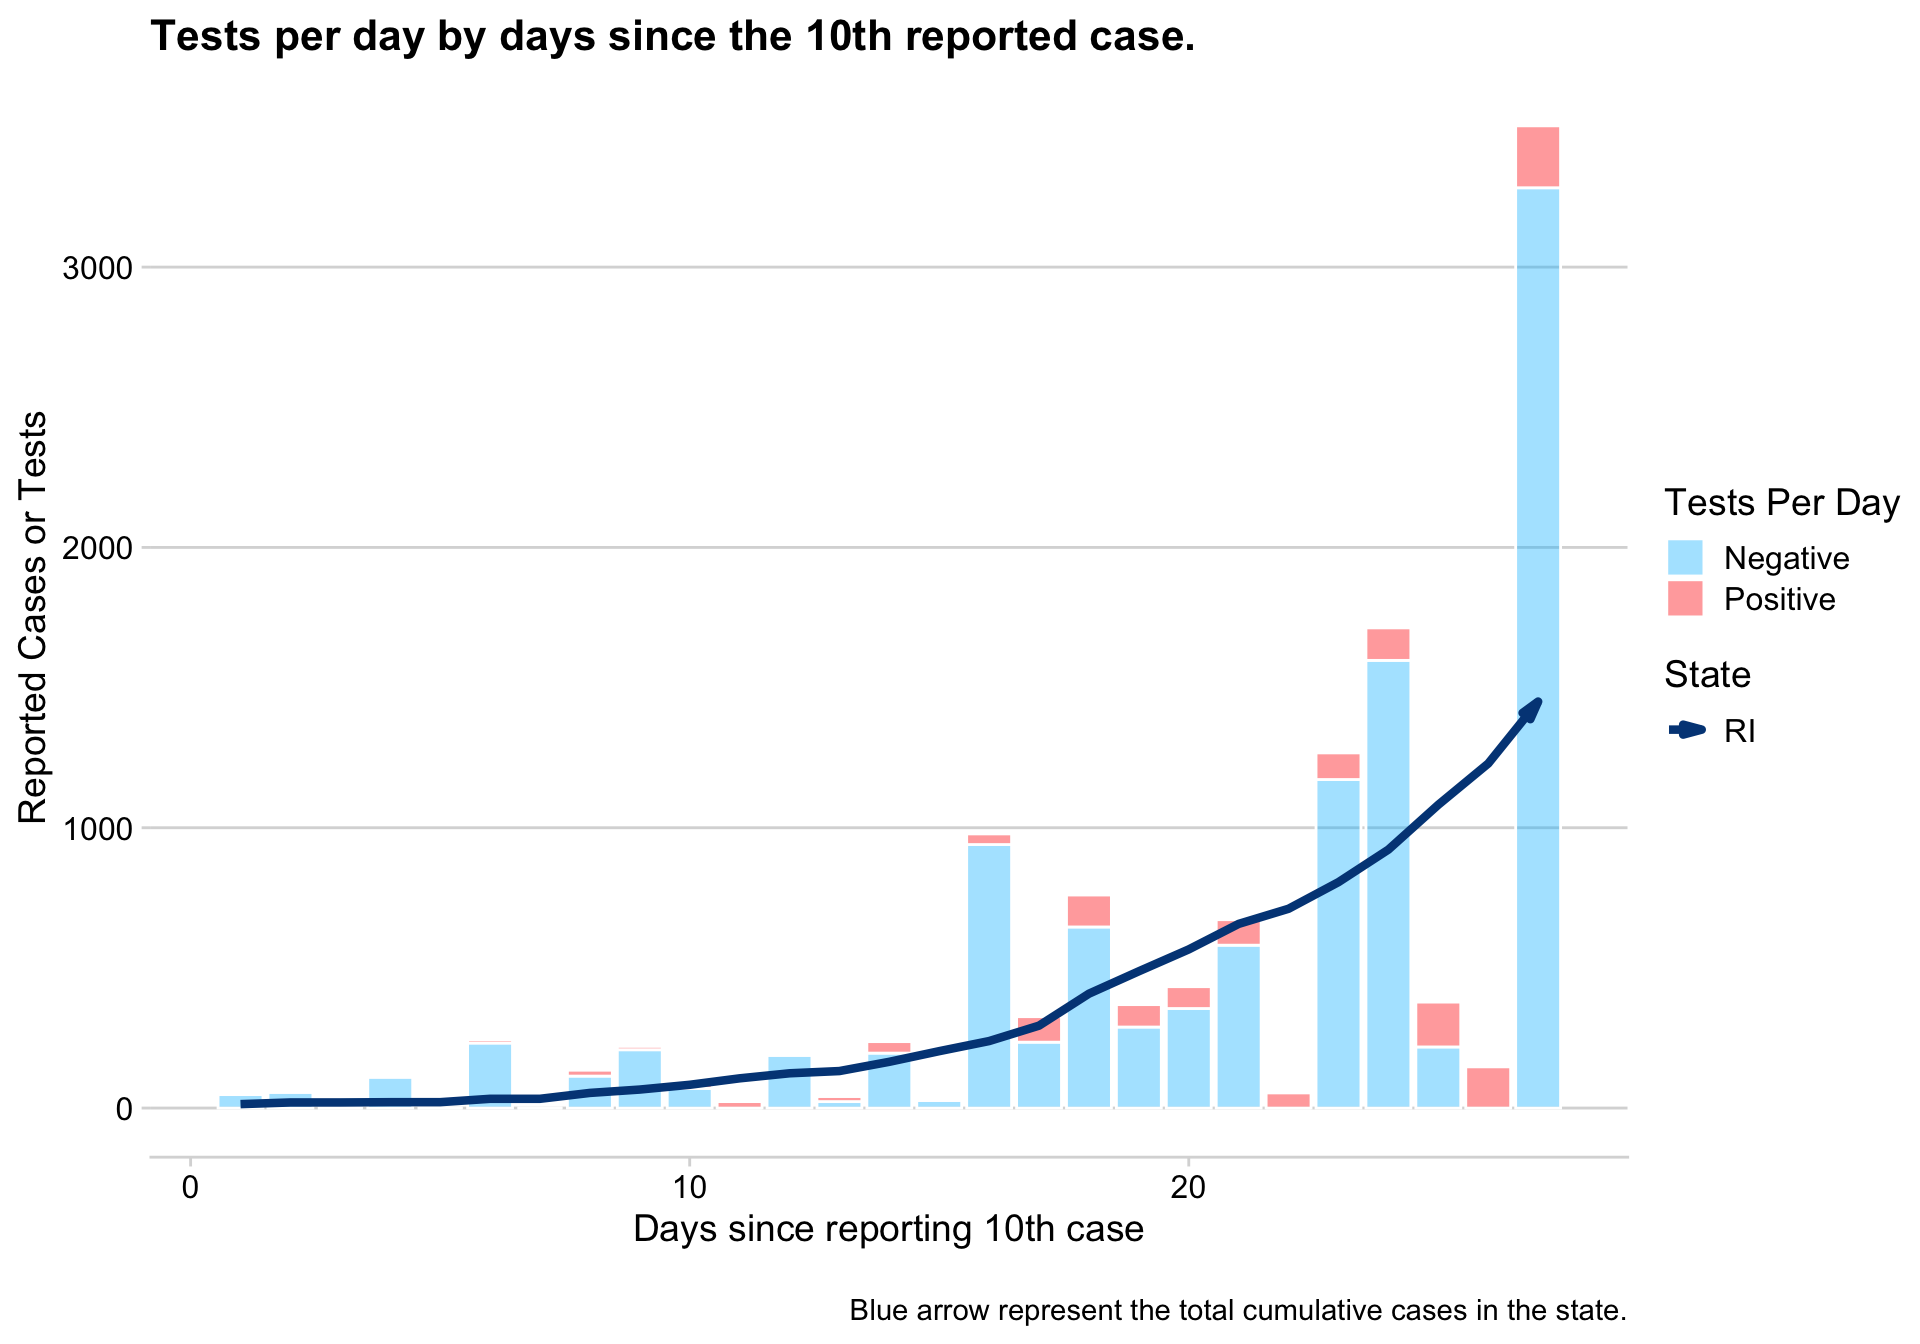 Tests per day by days since the 10th reported case.
Reported Cases or Tests
3000
2000
1000
0
0
10
20
Days since reporting 10th case
Tests Per Day
Negative
Positive
State
RI
Blue arrow represent the total cumulative cases in the state.